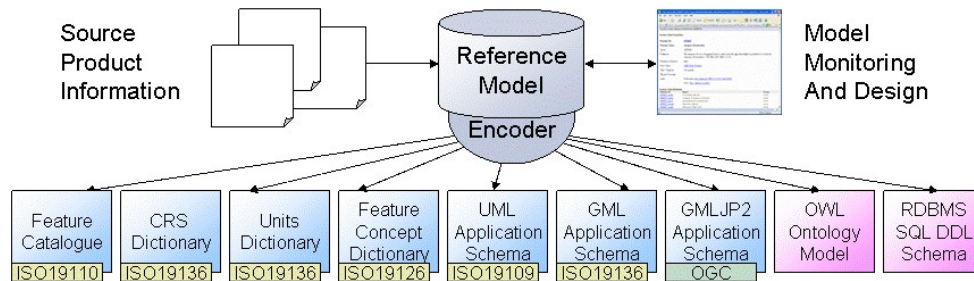 Source
Product
Information
Reference
Model
Encoder
Model
Monitoring
And Design
Feature
Catalogue
ISO19110
CRS
Dictionary
ISO19136
Units
Dictionary
ISO19136
Feature
Concept
Dictionary
ISO19126
UML
Application
Schema
ISO19109
GML
Application
Schema
ISO19136
GMLJP2
Application
Schema
OGC
OWL
Ontology
Model
RDBMS
SQL DDL
Schema